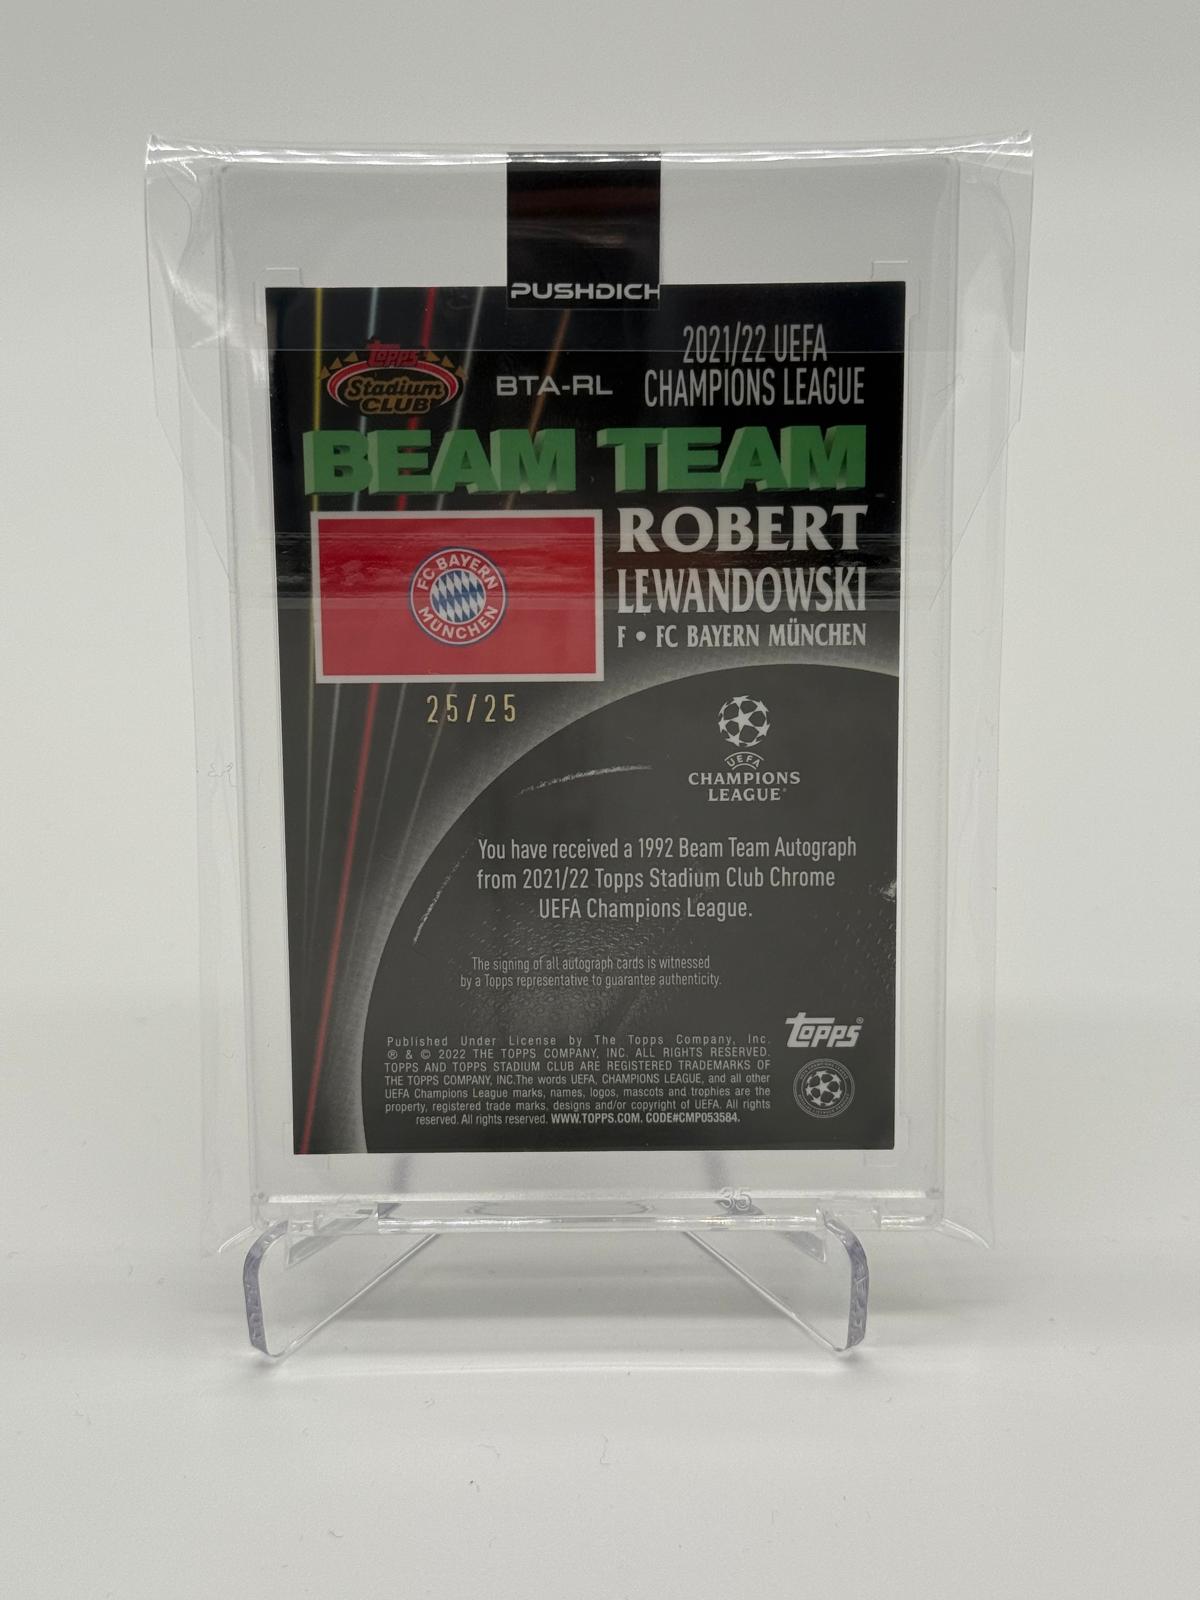 PUSHDICH
2021/22 UEFA
CHAMPIONS LEAGUE
Topps
Stadium
CLUB
BTA-RL
BEAM TEAM
ROBERT
LEWANDOWSKI
F • FC BAYERN MÜNCHEN
FC BAYERN
MÜNCHEN
25/25
UEFA
CHAMPIONS
LEAGUE®
You have received a 1992 Beam Team Autograph
from 2021/22 Topps Stadium Club Chrome
UEFA Champions League.
The signing of all autograph cards is witnessed
by a Topps representative to guarantee authenticity.
Topps®
Published Under License by The Topps Company, Inc.
® & © 2022 THE TOPPS COMPANY, INC. ALL RIGHTS RESERVED.
TOPPS AND TOPPS STADIUM CLUB ARE REGISTERED TRADEMARKS OF
THE TOPPS COMPANY, INC.The words UEFA, CHAMPIONS LEAGUE, and all other
UEFA Champions League marks, names, logos, mascots and trophies are the
property, registered trade marks, designs and/or copyright of UEFA. All rights
reserved. All rights reserved. WWW.TOPPS.COM. CODE#CMP053584.
35